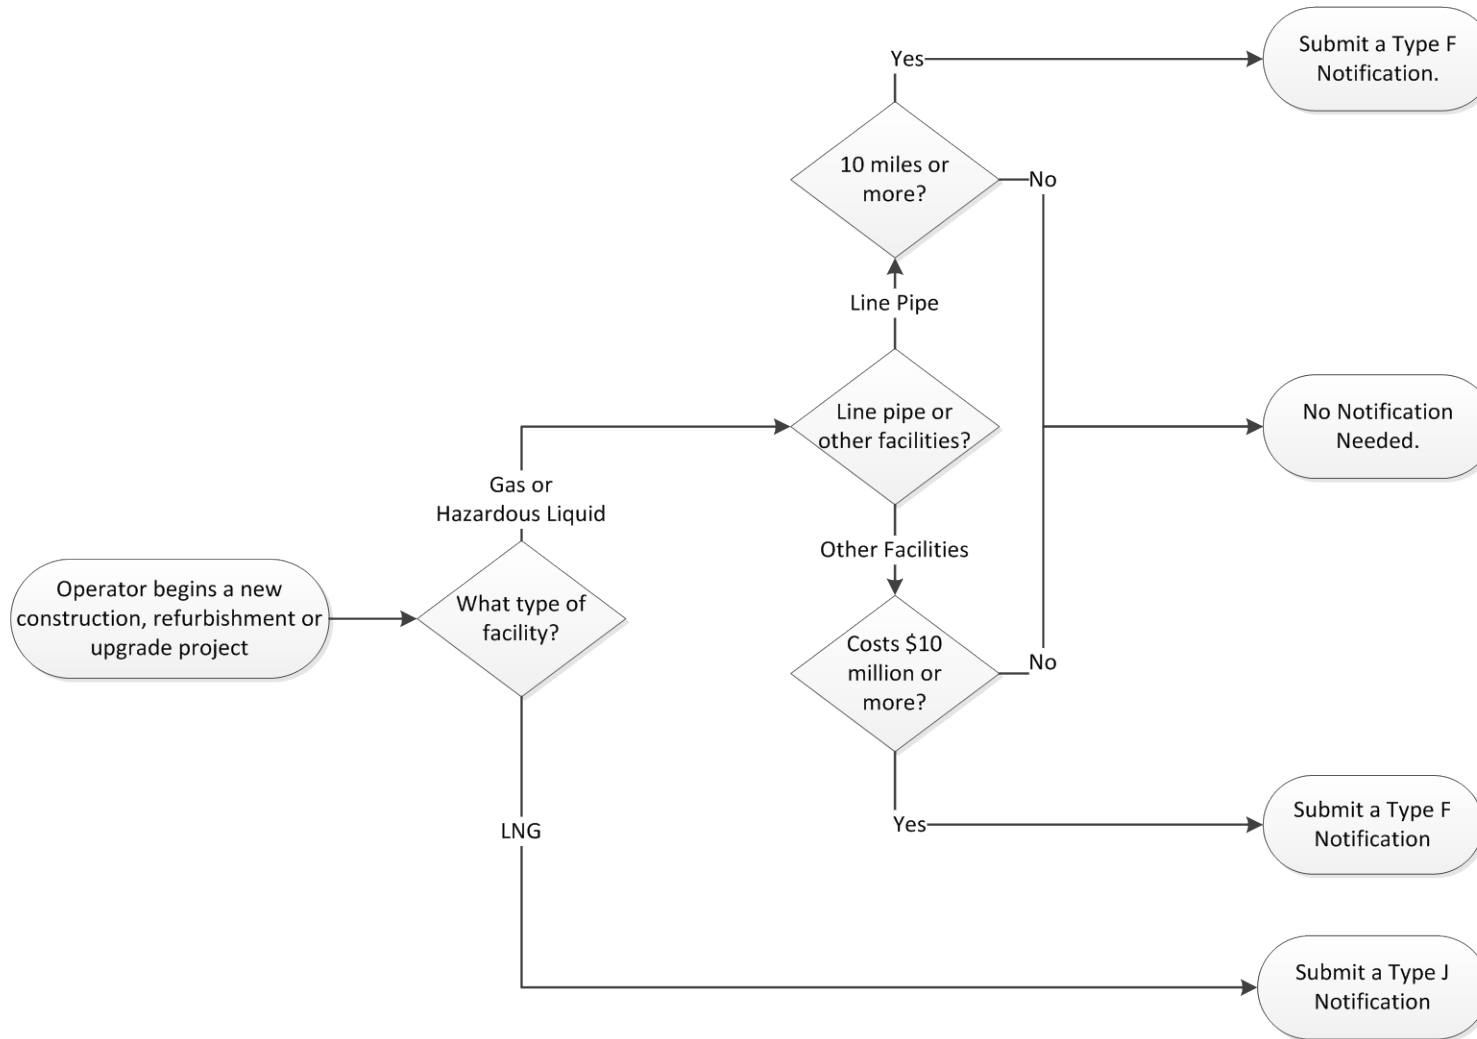 Submit a Type F
Notification.
Yes
10 miles or
more?
No
Line Pipe
Line pipe or
other facilities?
No Notification
Needed.
Gas or
Hazardous Liquid
Other Facilities
Operator begins a new
construction, refurbishment or
upgrade project
What type of
facility?
Costs $10
million or
more?
No
Submit a Type F
Notification
Yes
LNG
Submit a Type J
Notification